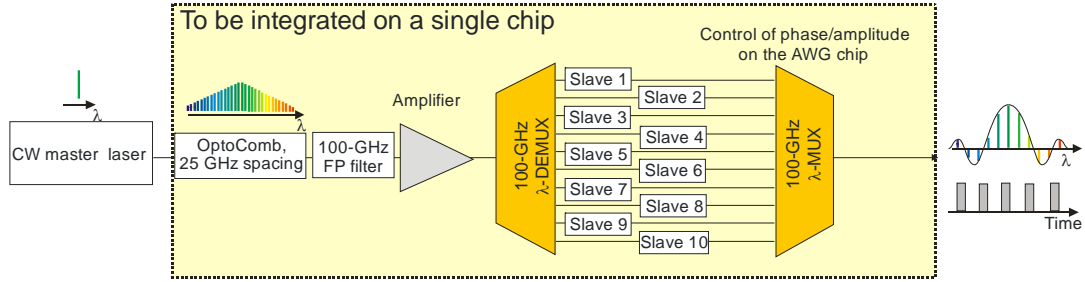 To be integrated on a single chip
Control of phase/amplitude
on the AWG chip
λ
CW master laser
λ
OptoComb,
25 GHz spacing
100-GHz
FP filter
Amplifier
100-GHz
λ-DEMUX
Slave 1
Slave 2
Slave 3
Slave 4
Slave 5
Slave 6
Slave 7
Slave 8
Slave 9
Slave 10
100-GHz
λ-MUX
λ
Time